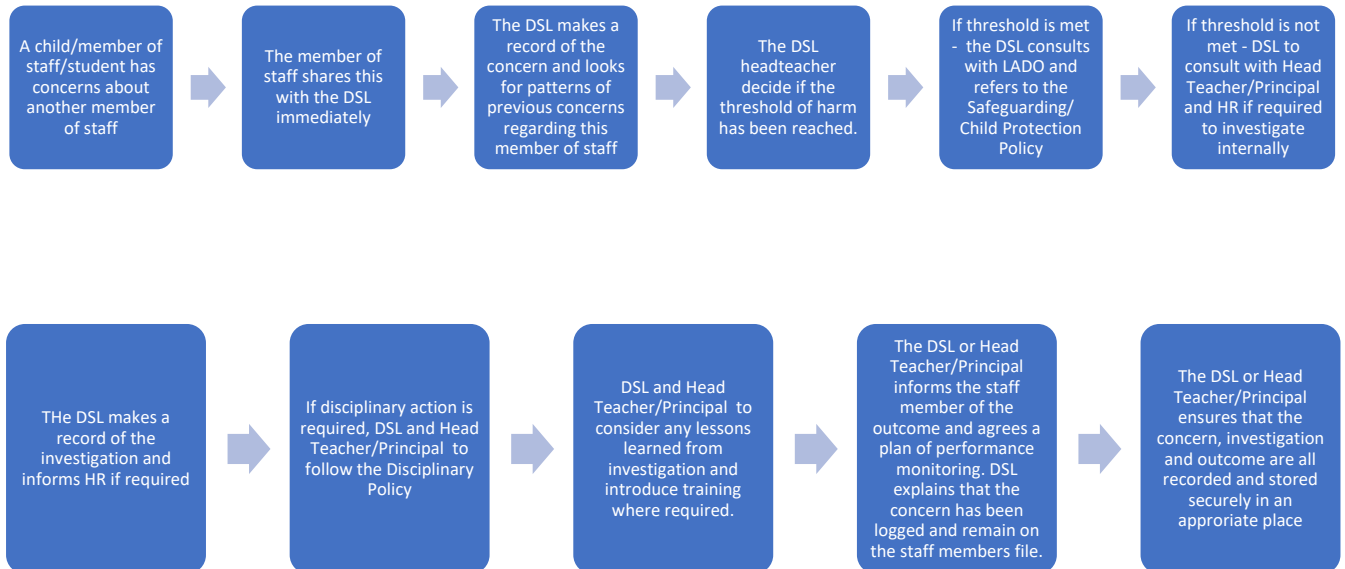 A child/member of
staff/student has
concerns about
another member
of staff
The member of
staff shares this
with the DSL
immediately
The DSL makes a
record of the
concern and looks
for patterns of
previous concerns
regarding this
member of staff
The DSL
headteacher
decide if the
threshold of harm
has been reached.
If threshold is met
- the DSL consults
with LADO and
refers to the
Safeguarding/
Child Protection
Policy
If threshold is not
met - DSL to
consult with Head
Teacher/Principal
and HR if required
to investigate
internally
THe DSL makes a
record of the
investigation and
informs HR if required
If disciplinary action is
required, DSL and Head
Teacher/Principal to
follow the Disciplinary
Policy
DSL and Head
Teacher/Principal to
consider any lessons
learned from
investigation and
introduce training
where required.
The DSL or Head
Teacher/Principal
informs the staff
member of the
outcome and agrees a
plan of performance
monitoring. DSL
explains that the
concern has been
logged and remain on
the staff members file.
The DSL or Head
Teacher/Principal
ensures that the
concern, investigation
and outcome are all
recorded and stored
securely in an
approriate place